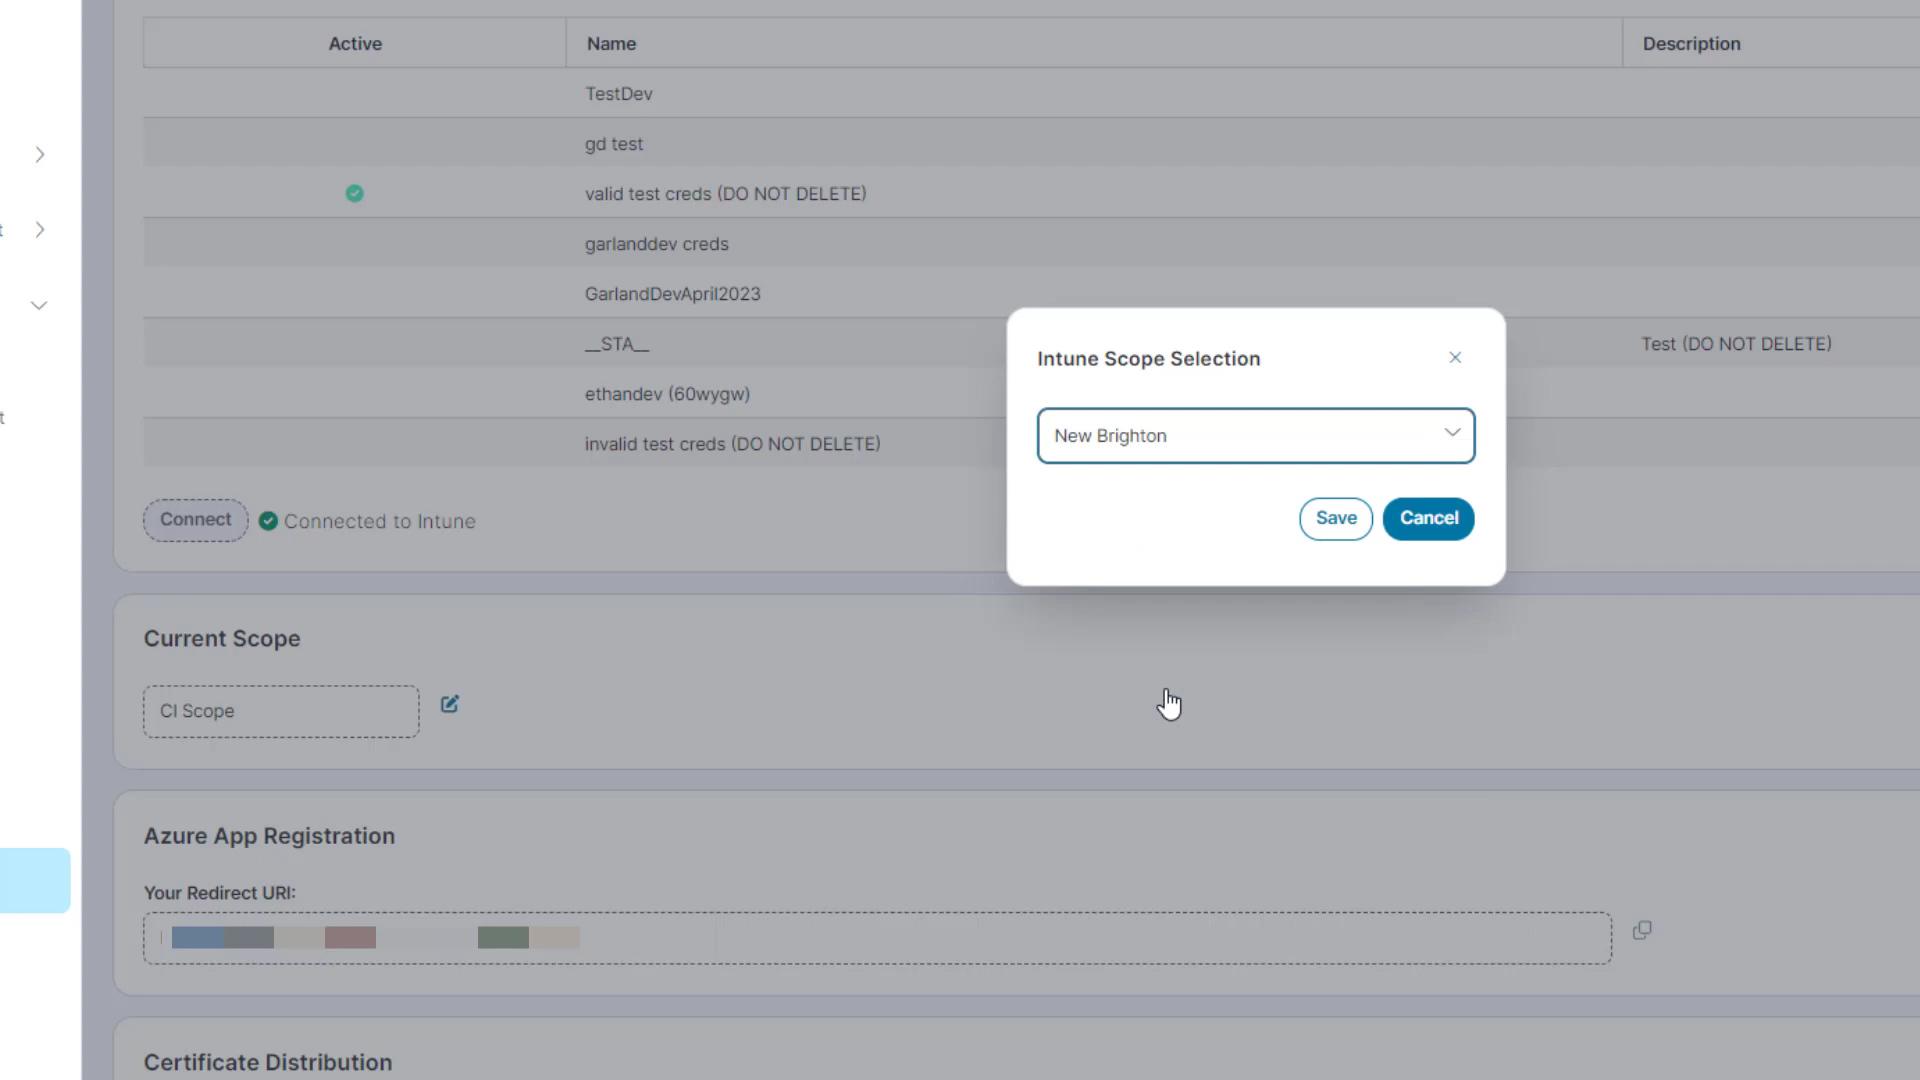 Active Name Description
TestDev
gd test
valid test creds (DO NOT DELETE)
t
garlanddev creds
GarlandDevApril2023
__STA__ Test (DO NOT DELETE)
Intune Scope Selection
ethandev (60wygw)
t
New Brighton
invalid test creds (DO NOT DELETE)
Connect Connected to Intune
Save Cancel
Current Scope
CI Scope
Azure App Registration
Your Redirect URI:
Certificate Distribution